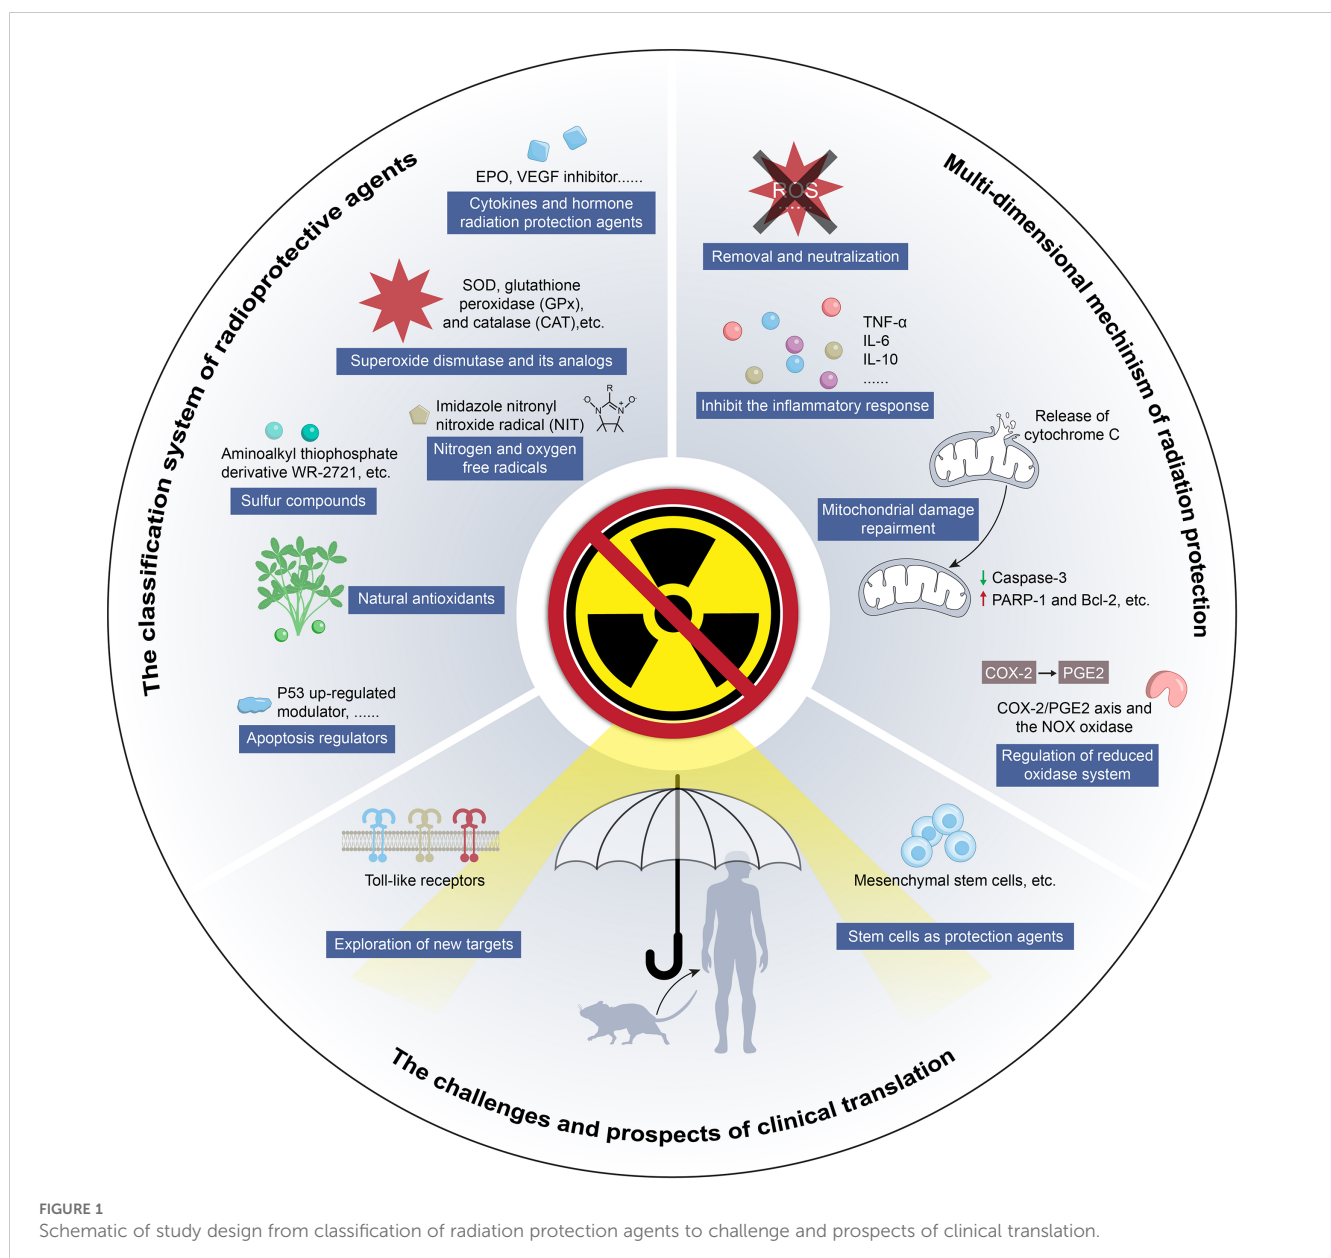 The classification system of radioprotective agents
EPO, VEGF inhibitor......
Cytokines and hormone
radiation protection agents
SOD, glutathione
peroxidase (GPx),
and catalase (CAT),etc.
Superoxide dismutase and its analogs
Imidazole nitronyl
nitroxide radical (NIT)
R
O
N
+
N
O-
Nitrogen and oxygen
free radicals
Aminoalkyl thiophosphate
derivative WR-2721, etc.
Sulfur compounds
Natural antioxidants
P53 up-regulated
modulator, ......
Apoptosis regulators
Multi-dimensional mechinism of radiation protection
ROS
......
Removal and neutralization
TNF-α
IL-6
IL-10
......
Inhibit the inflammatory response
Release of
cytochrome C
Mitochondrial damage
repairment
Caspase-3
PARP-1 and Bcl-2, etc.
COX-2 → PGE2
COX-2/PGE2 axis and
the NOX oxidase
Regulation of reduced
oxidase system
Toll-like receptors
Exploration of new targets
Mesenchymal stem cells, etc.
Stem cells as protection agents
The challenges and prospects of clinical translation
FIGURE 1
Schematic of study design from classification of radiation protection agents to challenge and prospects of clinical translation.